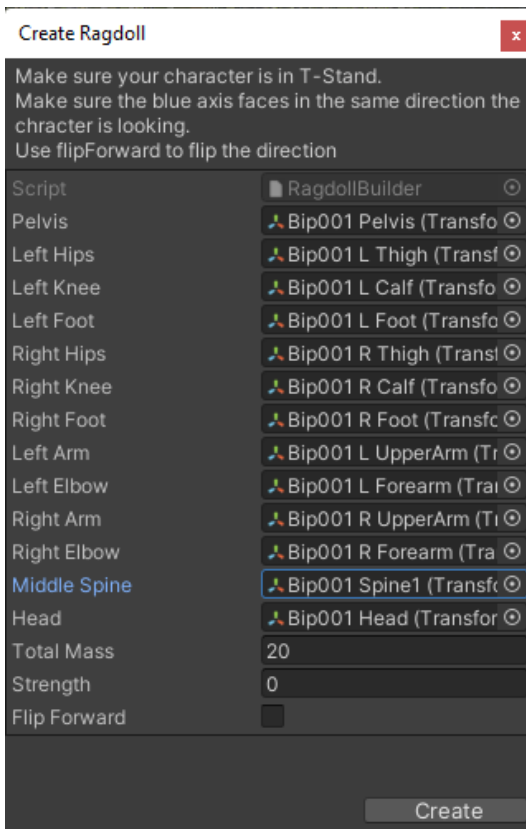 Create Ragdoll
x
Make sure your character is in T-Stand.
Make sure the blue axis faces in the same direction the
chracter is looking.
Use flipForward to flip the direction
Script RagdollBuilder
Pelvis Bip001 Pelvis (Transfo
Left Hips Bip001 L Thigh (Transf
Left Knee Bip001 L Calf (Transfo
Left Foot Bip001 L Foot (Transfo
Right Hips Bip001 R Thigh (Transf
Right Knee Bip001 R Calf (Transfo
Right Foot Bip001 R Foot (Transfo
Left Arm Bip001 L UpperArm (Tr
Left Elbow Bip001 L Forearm (Tran
Right Arm Bip001 R UpperArm (Tr
Right Elbow Bip001 R Forearm (Tra
Middle Spine Bip001 Spine1 (Transfo
Head Bip001 Head (Transfor
Total Mass 20
Strength 0
Flip Forward
Create